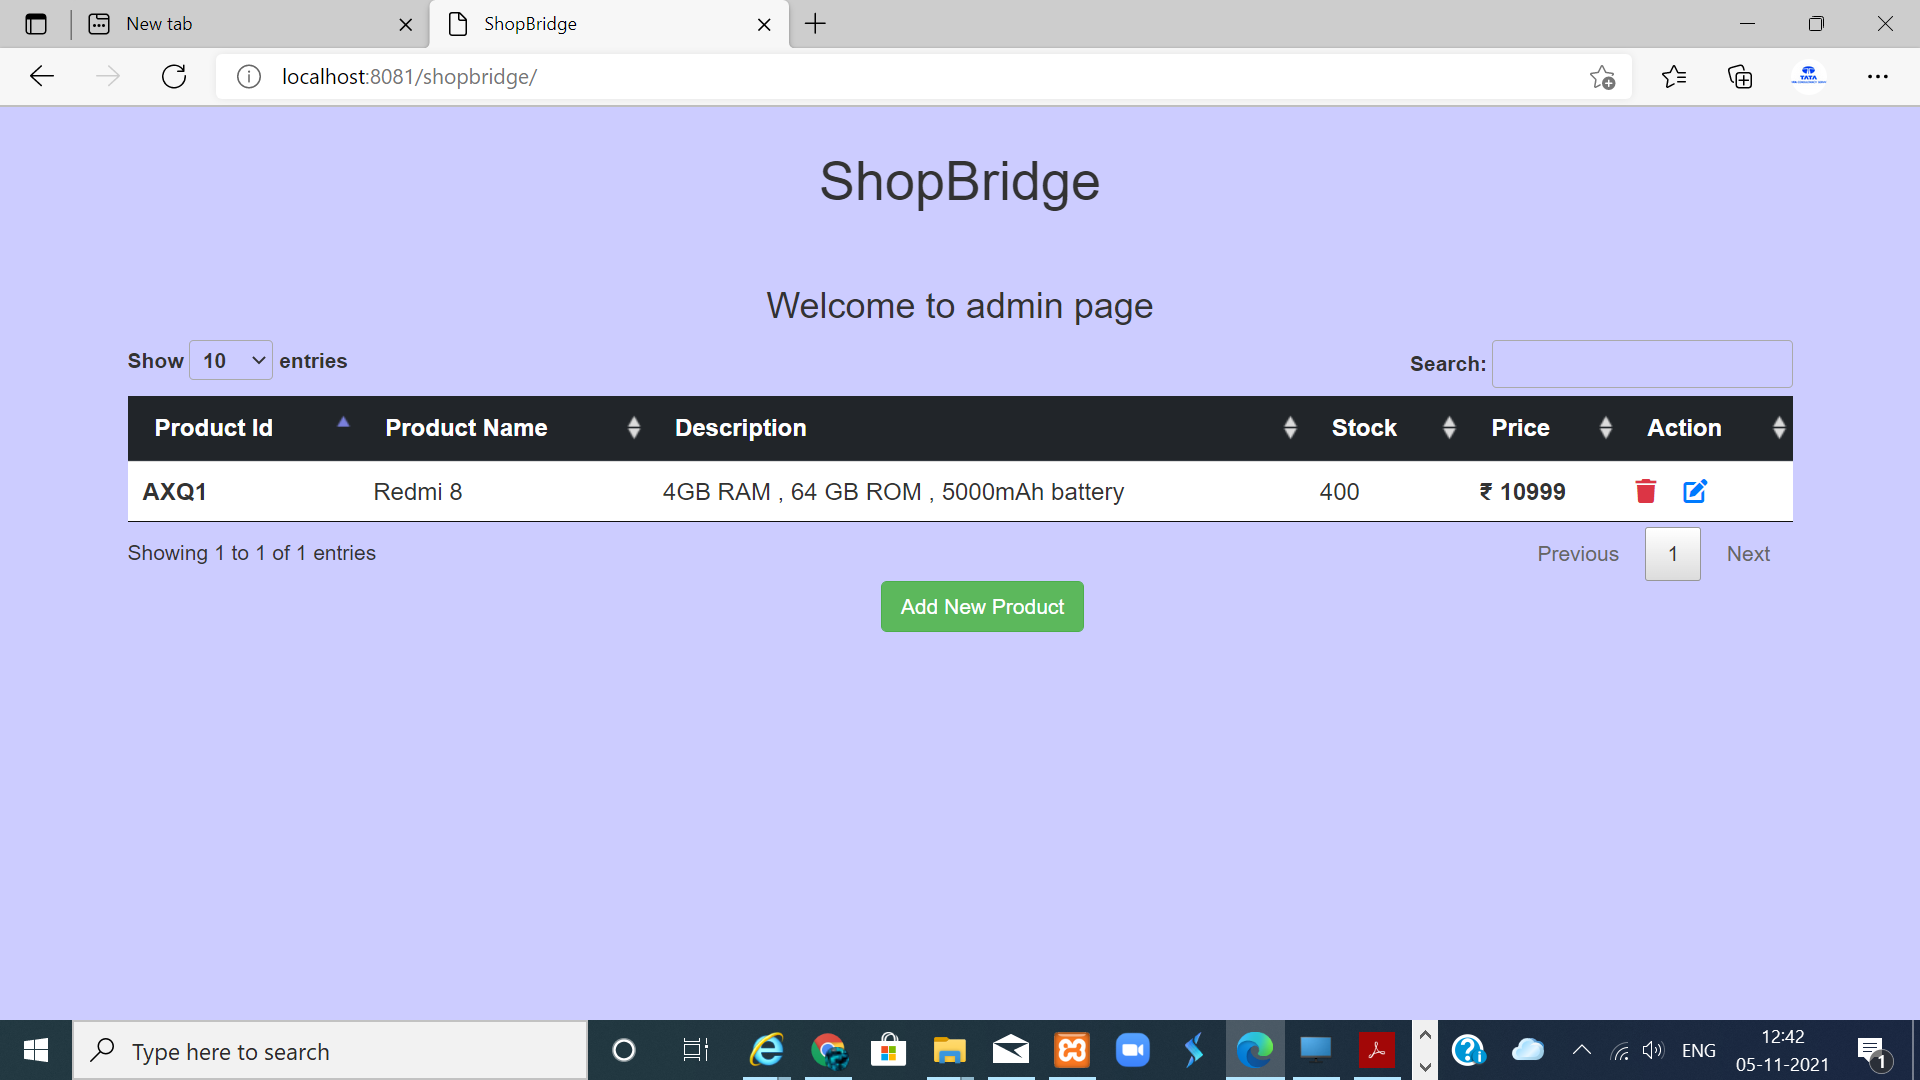 New tab
ShopBridge
localhost:8081/shopbridge/
TATA
ShopBridge
Welcome to admin page
Show 10 entries
Search:
Product Id Product Name Description Stock Price Action
AXQ1 Redmi 8 4GB RAM , 64 GB ROM , 5000mAh battery 400 ₹ 10999
Showing 1 to 1 of 1 entries
Previous 1 Next
Add New Product
Type here to search
ENG
12:42
05-11-2021
1